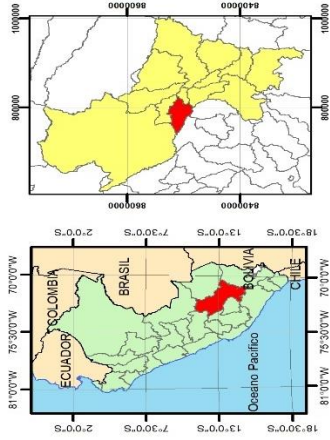 1000000
1000000
800000
800000
8600000
8400000
8600000
8400000
2°0'0"S
7°30'0"S
13°0'0"S
18°30'0"S
70°0'0"W
70°0'0"W
75°30'0"W
75°30'0"W
81°0'0"W
81°0'0"W
COLOMBIA
ECUADOR
BRASIL
BOLIVIA
CHILE
Oceano Pacífico
2°0'0"S
7°30'0"S
13°0'0"S
18°30'0"S